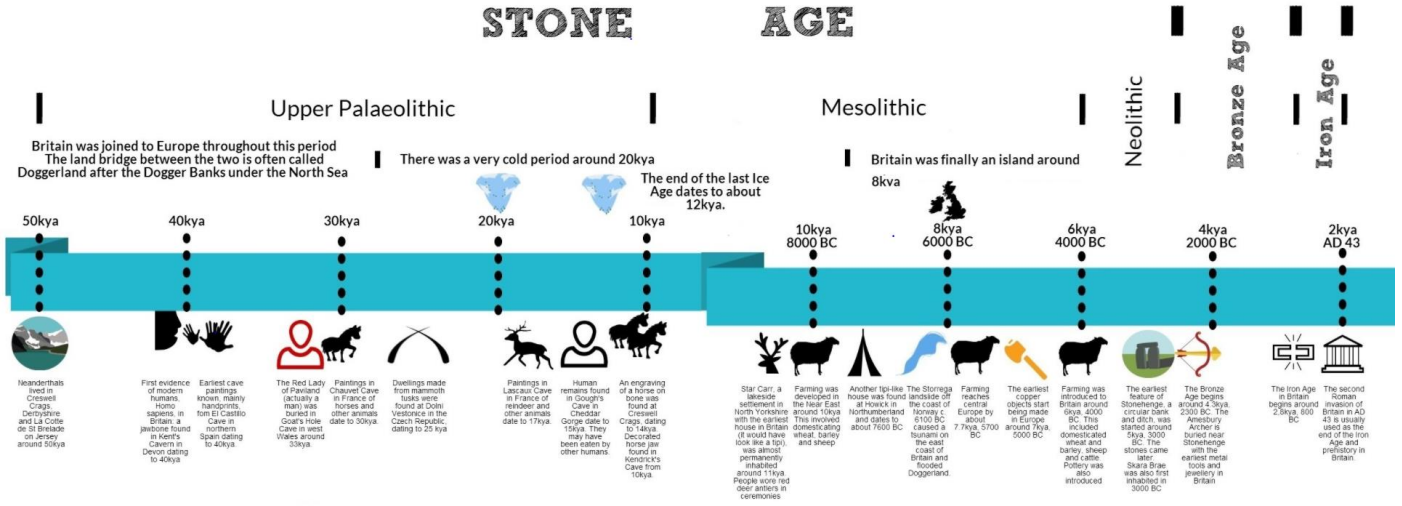 STONE AGE
Upper Palaeolithic
Mesolithic
Neolithic
Bronze Age
Iron Age
Britain was joined to Europe throughout this period
The land bridge between the two is often called
Doggerland after the Dogger Banks under the North Sea
There was a very cold period around 20kya
The end of the last Ice
Age dates to about
12kya.
Britain was finally an island around
8kya
50kya
40kya
30kya
20kya
10kya
10kya
8000 BC
8kya
6000 BC
6kya
4000 BC
4kya
2000 BC
2kya
AD 43
Neanderthals
lived in
Creswell
Crags,
Derbyshire
and La Cotte
de St Brelade
on Jersey
around 50kya
First evidence
of modern
humans,
Homo
sapiens, in
Britain: a
jawbone found
in Kent's
Cavern in
Devon dating
to 40kya
Earliest cave
paintings
known, mainly
handprints,
fom El Castillo
Cave in
northern
Spain dating
to 40kya.
The Red Lady
of Paviland
(actually a
man) was
buried in
Goat's Hole
Cave in west
Wales around
33kya
Paintings in
Chauvet Cave
in France of
horses and
other animals
date to 30kya.
Dwellings made
from mammoth
tusks were
found at Dolni
Vestonice in the
Czech Republic,
dating to 25 kya
Paintings in
Lascaux Cave
in France of
reindeer and
other animals
date to 17kya.
Human
remains found
in Gough's
Cave in
Cheddar
Gorge date to
15kya. They
may have
been eaten by
other humans.
An engraving
of a horse on
bone was
found at
Creswell
Crags, dating
to 14kya.
Decorated
horse jaw
found in
Kendrick's
Cave from
10kya.
Star Carr, a
lakeside
settlement in
North Yorkshire
with the earliest
house in Britain
(it would have
look like a tipi),
was almost
permanently
inhabited
around 11kya.
People wore red
deer antlers in
ceremonies
Farming was
developed in
the Near East
around 10kya
This involved
domesticating
wheat, barley
and sheep
Another tipi-like
house was found
at Howick in
Northumberland
and dates to
about 7600 BC
The Storrega
landslide off
the coast of
Norway c.
6100 BC
caused a
tsunami on
the east
coast of
Britain and
flooded
Doggerland.
Farming
reaches
central
Europe by
about
7.7kya, 5700
BC
The earliest
copper
objects start
being made
in Europe
around 7kya,
5000 BC
Farming was
introduced to
Britain around
6kya, 4000
BC. This
included
domesticated
wheat and
barley, sheep
and cattle.
Pottery was
also
introduced
The earliest
feature of
Stonehenge, a
circular bank
and ditch, was
started around
5kya, 3000
BC. The
stones came
later.
Skara Brae
was also first
inhabited in
3000 BC
The Bronze
Age begins
around 4.3kya,
2300 BC. The
Amesbury
Archer is
buried near
Stonehenge
with the
earliest metal
tools and
jewellery in
Britain
The Iron Age
in Britain
begins around
2.8kya, 800
BC
The second
Roman
invasion of
Britain in AD
43 is usually
used as the
end of the Iron
Age and
prehistory in
Britain.